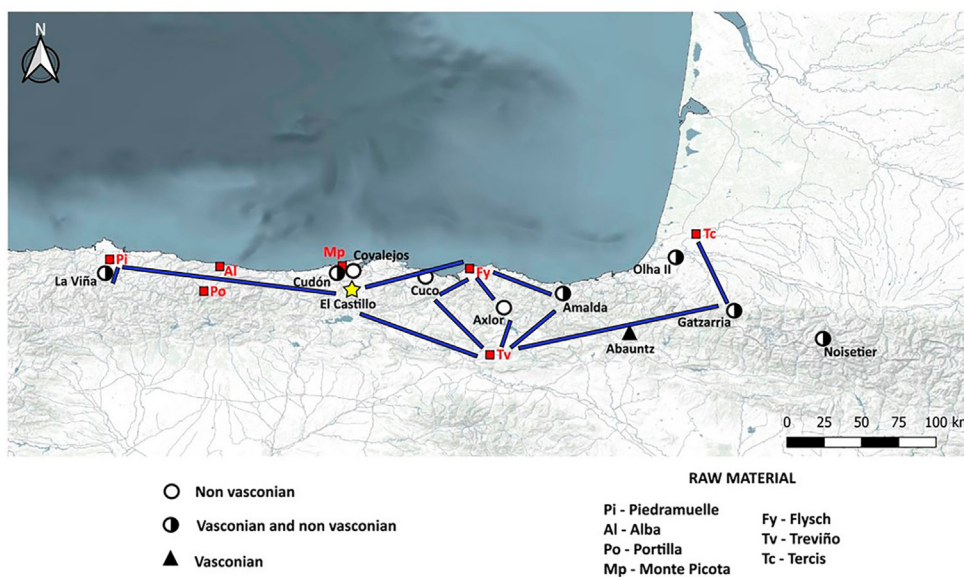 N
Pi
La Viña
Al
Po
Mp
Covalejos
Cudón
El Castillo
Cuco
Fy
Axlor
Amalda
Tv
Tc
Olha II
Gatzarria
Abauntz
Noisetier
0 25 50 75 100 km
Non vasconian
Vasconian and non vasconian
Vasconian
RAW MATERIAL
Pi - Piedramuelle
Al - Alba
Po - Portilla
Mp - Monte Picota
Fy - Flysch
Tv - Treviño
Tc - Tercis